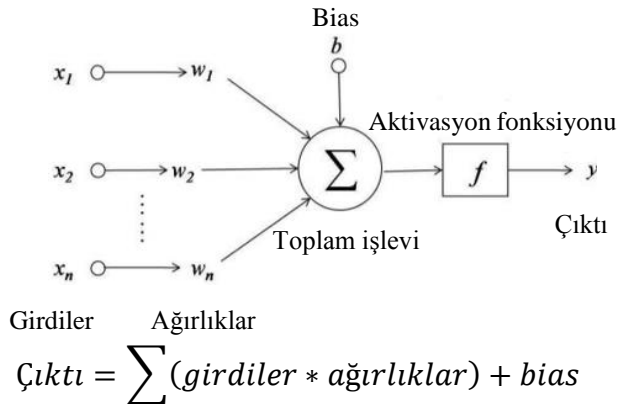 Bias
b
x1 w1
Aktivasyon fonksiyonu
x2 w2 ∑ f y
Çıktı
Toplam işlevi
xn wn
Girdiler Ağırlıklar
Çıktı = ∑(girdiler * ağırlıklar) + bias